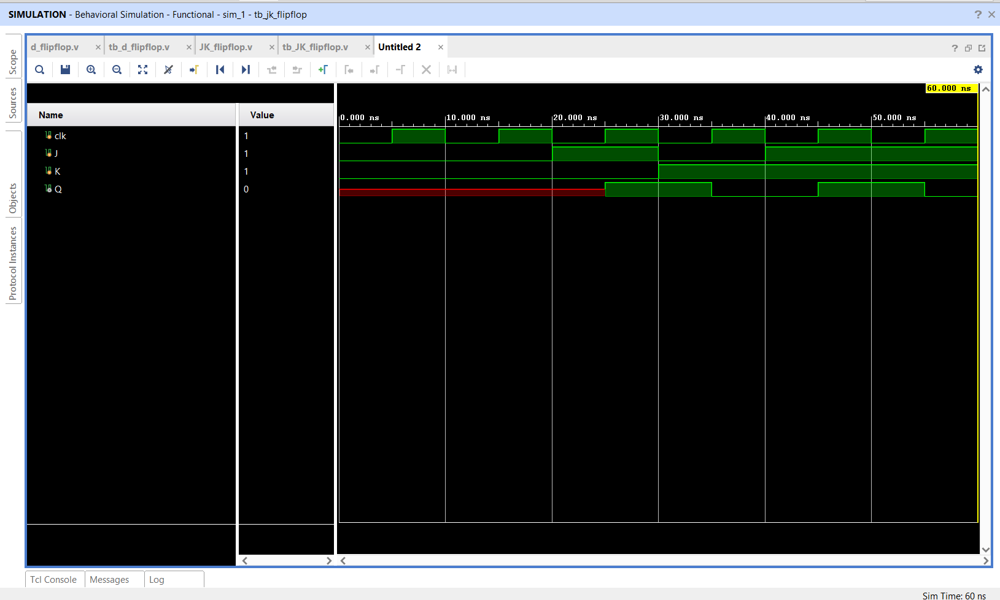 SIMULATION - Behavioral Simulation - Functional - sim_1 - tb_jk_flipflop
? ×
d_flipflop.v × tb_d_flipflop.v × JK_flipflop.v × tb_JK_flipflop.v × Untitled 2 ×
?
Scope
Sources
Objects
Protocol Instances
60.000 ns
Name Value
0.000 ns 10.000 ns 20.000 ns 30.000 ns 40.000 ns 50.000 ns
clk 1
J 1
K 1
Q 0
Tcl Console Messages Log
Sim Time: 60 ns